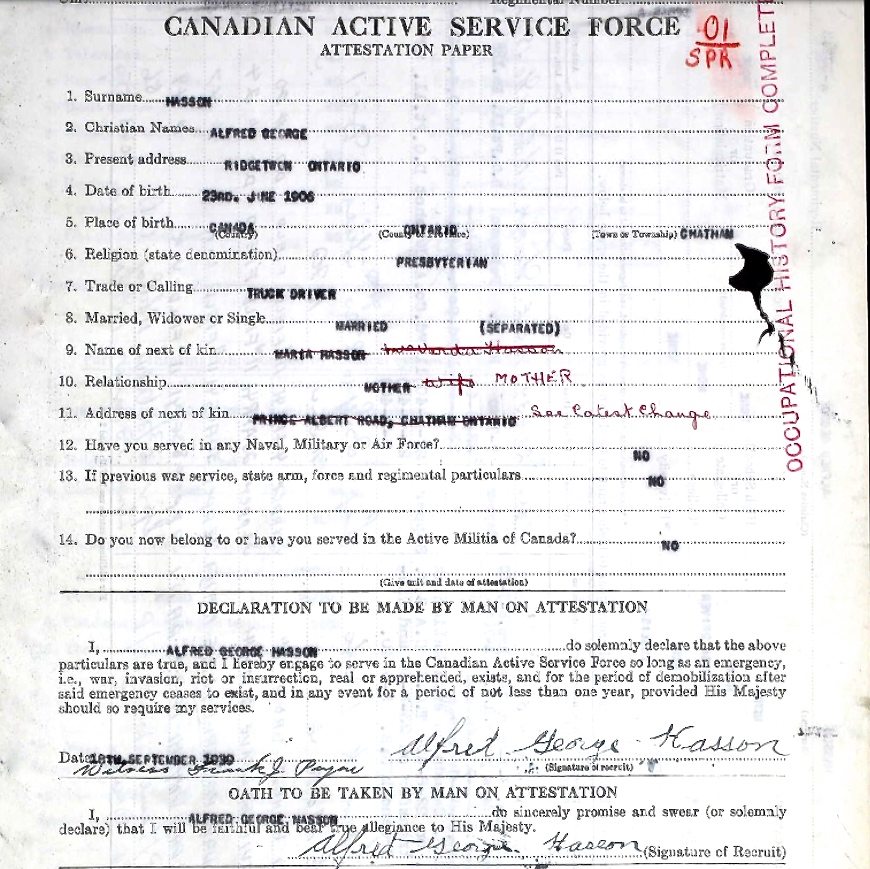 CANADIAN ACTIVE SERVICE FORCE
01
SPR
ATTESTATION PAPER
OCCUPATIONAL HISTORY FORM COMPLET
1. Surname HASSON
2. Christian Names ALFRED GEORGE
3. Present address RIDGETWON ONTARIO
4. Date of birth 23RD. JUNE 1906
5. Place of birth CANADA ONTARIO CHATHAM
(Country) (County or Province) (Town or Township)
6. Religion (state denomination) PRESBYTERIAN
7. Trade or Calling TRUCK DRIVER
8. Married, Widower or Single MARRIED (SEPARATED)
9. Name of next of kin HASSON Hasson
10. Relationship MOTHER Wife MOTHER
11. Address of next of kin PRINCE ALBERT ROAD, CHATHAM ONTARIO See Latest Change
12. Have you served in any Naval, Military or Air Force? NO
13. If previous war service, state arm, force and regimental particulars NO
14. Do you now belong to or have you served in the Active Militia of Canada? NO
(Give unit and date of attestation)
DECLARATION TO BE MADE BY MAN ON ATTESTATION
I, ALFRED GEORGE HASSON do solemnly declare that the above
particulars are true, and I hereby engage to serve in the Canadian Active Service Force so long as an emergency,
i.e., war, invasion, riot or insurrection, real or apprehended, exists, and for the period of demobilization after
said emergency ceases to exist, and in any event for a period of not less than one year, provided His Majesty
should so require my services.
Alfred George Hasson
Date SEPTEMBER 1939
(Signature of recruit)
Witness Frank J. Payne
OATH TO BE TAKEN BY MAN ON ATTESTATION
I, ALFRED GEORGE HASSON do sincerely promise and swear (or solemnly
declare) that I will be faithful and bear true allegiance to His Majesty.
Alfred George Hasson (Signature of Recruit)